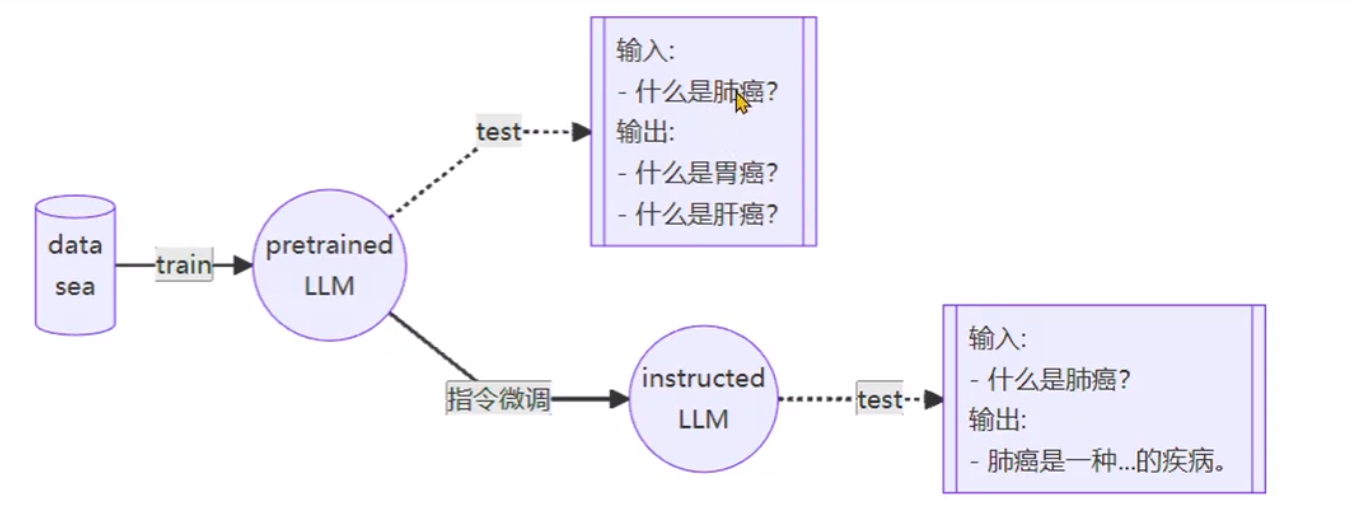 输入:
- 什么是肺癌?
输出:
- 什么是胃癌?
- 什么是肝癌?
test
data
sea
train
pretrained
LLM
指令微调
instructed
LLM
test
输入:
- 什么是肺癌?
输出:
- 肺癌是一种...的疾病。